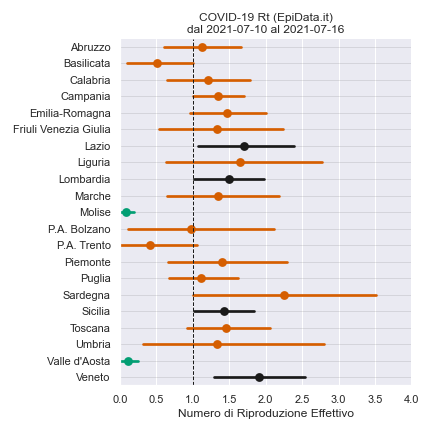 COVID-19 Rt (EpiData.it)
dal 2021-07-10 al 2021-07-16
Abruzzo
Basilicata
Calabria
Campania
Emilia-Romagna
Friuli Venezia Giulia
Lazio
Liguria
Lombardia
Marche
Molise
P.A. Bolzano
P.A. Trento
Piemonte
Puglia
Sardegna
Sicilia
Toscana
Umbria
Valle d'Aosta
Veneto
0.0 0.5 1.0 1.5 2.0 2.5 3.0 3.5 4.0
Numero di Riproduzione Effettivo